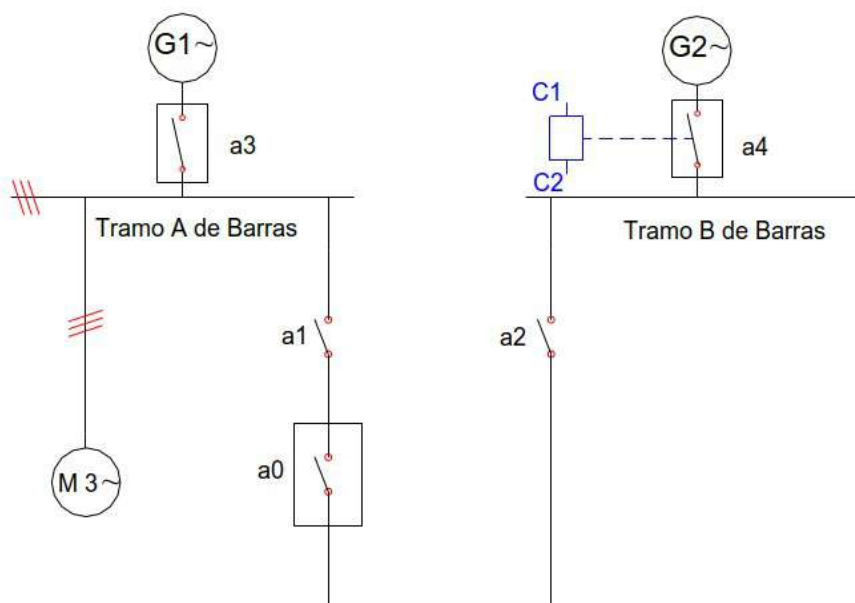 G1~
G2~
C1
a3
a4
C2
Tramo A de Barras
Tramo B de Barras
a1
a2
a0
M 3~